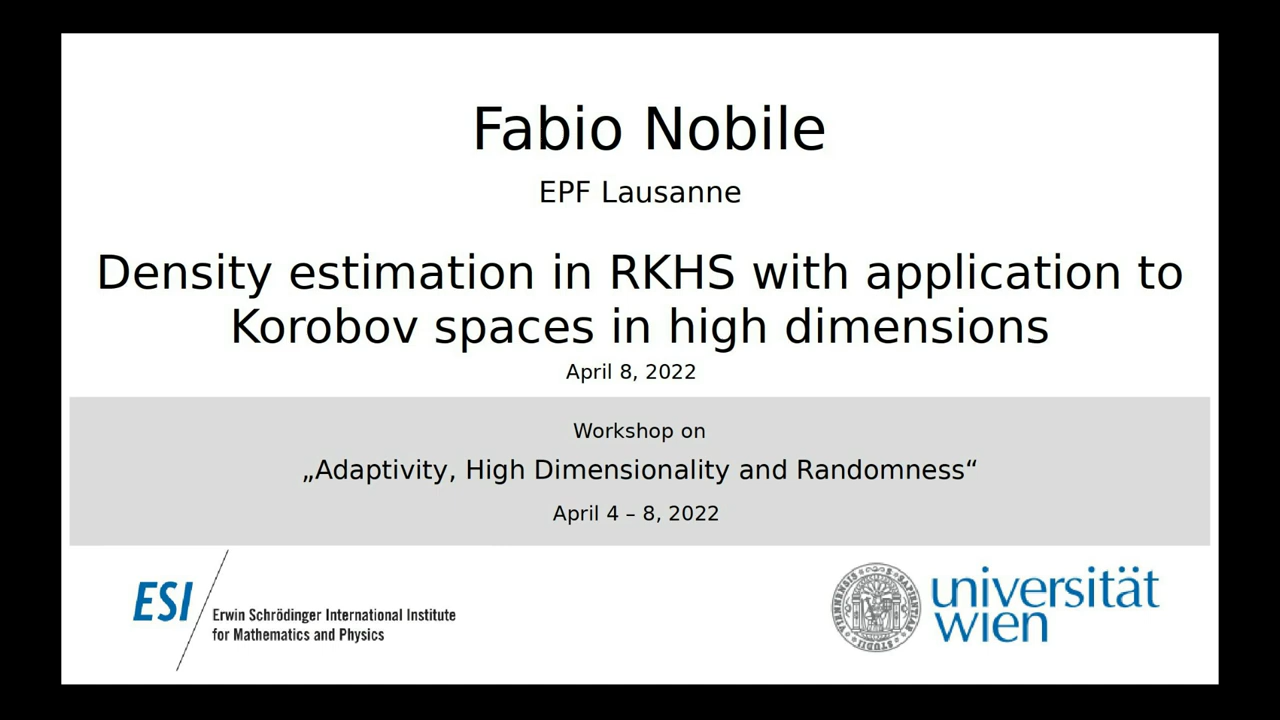 Fabio Nobile
EPF Lausanne
Density estimation in RKHS with application to
Korobov spaces in high dimensions
April 8, 2022
Workshop on
„Adaptivity, High Dimensionality and Randomness“
April 4 – 8, 2022
ESI
Erwin Schrödinger International Institute
for Mathematics and Physics
universität
wien